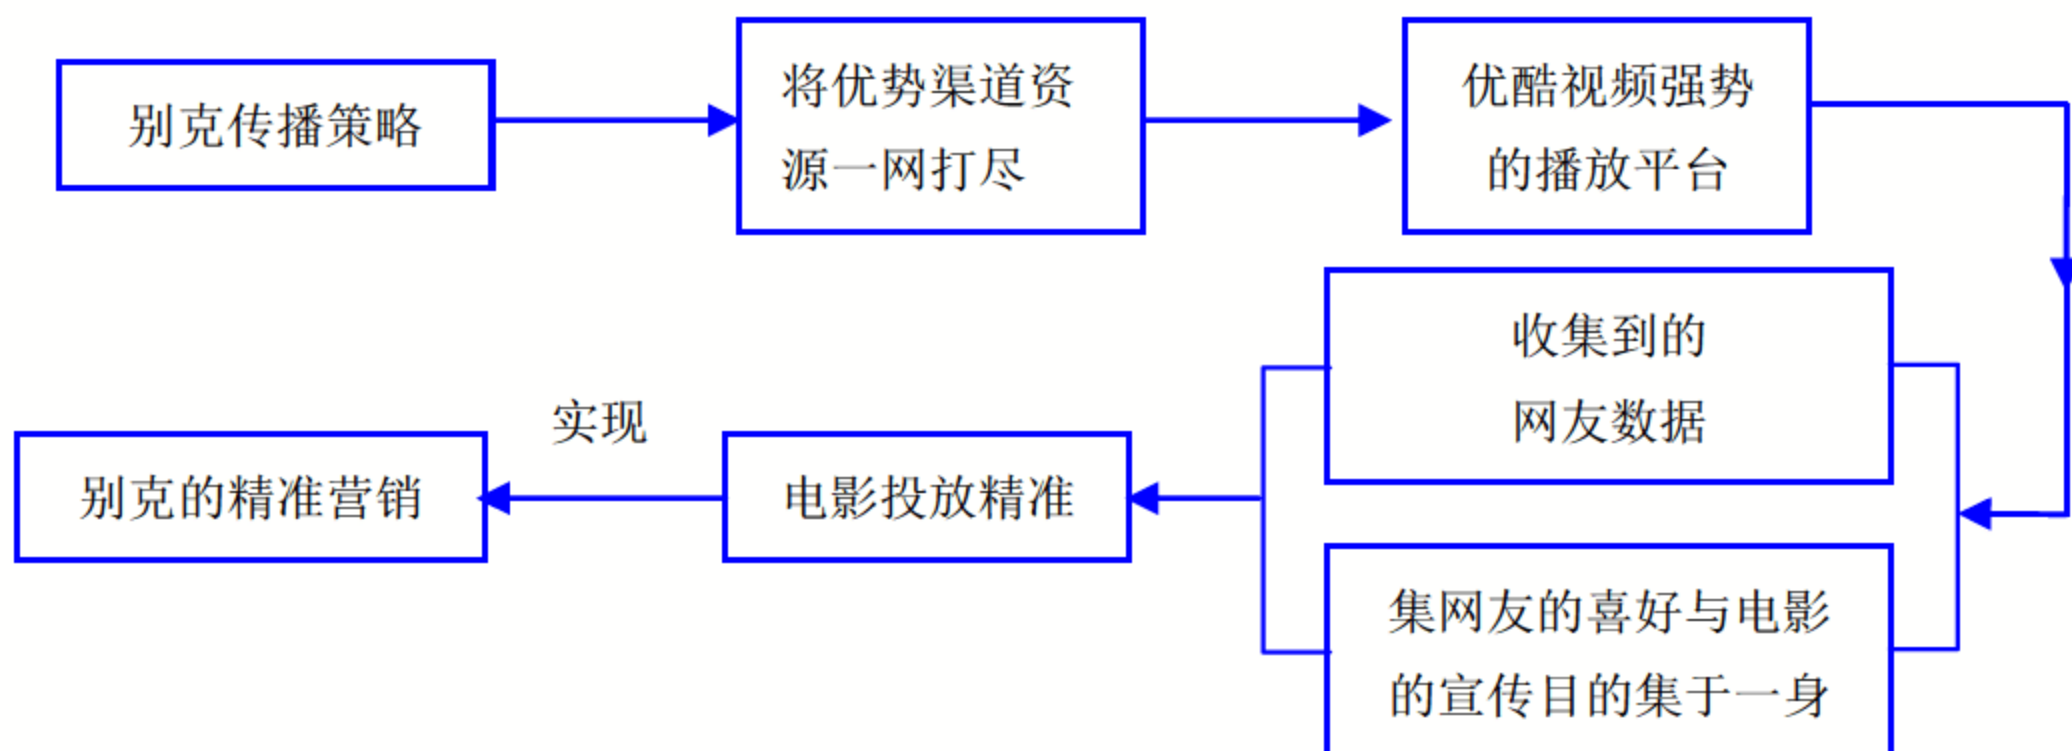 别克传播策略
将优势渠道资
源一网打尽
优酷视频强势
的播放平台
收集到的
网友数据
集网友的喜好与电影
的宣传目的集于一身
电影投放精准
实现
别克的精准营销